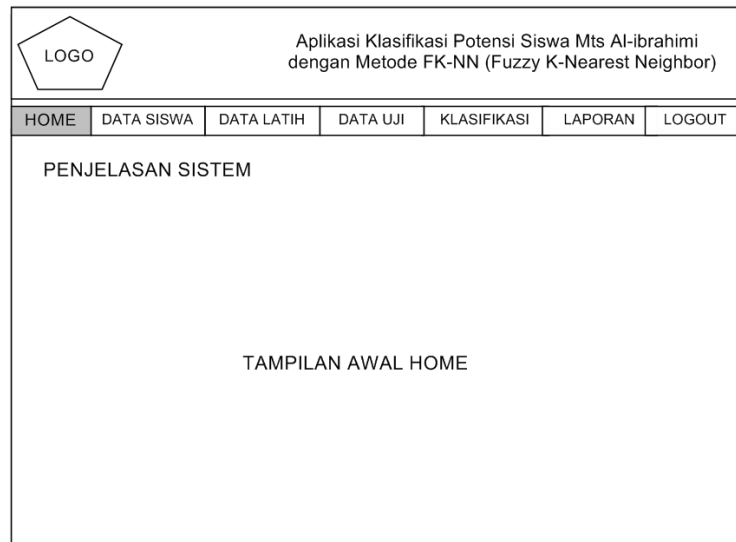 LOGO
Aplikasi Klasifikasi Potensi Siswa Mts Al-ibrahimi
dengan Metode FK-NN (Fuzzy K-Nearest Neighbor)
HOME DATA SISWA DATA LATIH DATA UJI KLASIFIKASI LAPORAN LOGOUT
PENJELASAN SISTEM
TAMPILAN AWAL HOME